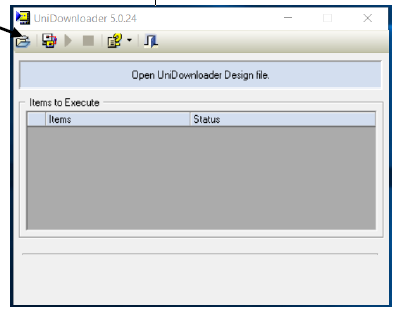 UniDownloader 5.0.24
Open UniDownloader Design file.
Items to Execute
Items Status